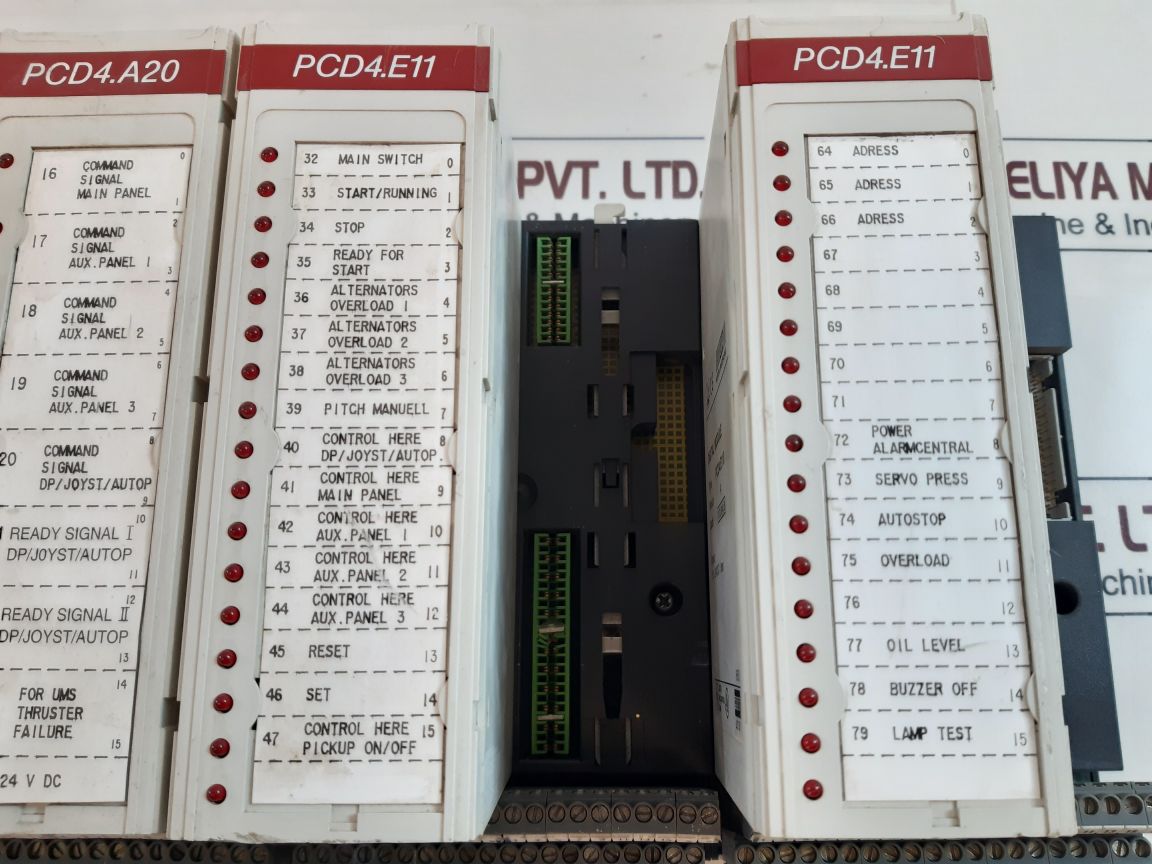 PCD4.A20
16 COMMAND 0
SIGNAL
MAIN PANEL 1
17 COMMAND 2
SIGNAL
AUX.PANEL 1 3
18 COMMAND 4
SIGNAL
AUX.PANEL 2 5
19 COMMAND 6
SIGNAL
AUX.PANEL 3 7
20 COMMAND 8
SIGNAL
DP/JOYST/AUTOP 9
READY SIGNAL I 10
DP/JOYST/AUTOP
11
READY SIGNAL II 12
DP/JOYST/AUTOP
13
FOR UMS 14
THRUSTER
FAILURE 15
24 V DC
PCD4.E11
32 MAIN SWITCH 0
33 START/RUNNING 1
34 STOP 2
35 READY FOR
START 3
36 ALTERNATORS
OVERLOAD 1 4
37 ALTERNATORS
OVERLOAD 2 5
38 ALTERNATORS
OVERLOAD 3 6
39 PITCH MANUELL 7
40 CONTROL HERE 8
DP/JOYST/AUTOP.
41 CONTROL HERE
MAIN PANEL 9
42 CONTROL HERE
AUX.PANEL 1 10
43 CONTROL HERE
AUX.PANEL 2 11
44 CONTROL HERE
AUX.PANEL 3 12
45 RESET 13
46 SET 14
47 CONTROL HERE 15
PICKUP ON/OFF
PVT. LTD.
PCD4.E11
64 ADRESS 0
65 ADRESS 1
66 ADRESS 2
67 3
68 4
69 5
70 6
71 7
72 POWER
ALARMCENTRAL 8
73 SERVO PRESS 9
74 AUTOSTOP 10
75 OVERLOAD 11
76 12
77 OIL LEVEL 13
78 BUZZER OFF 14
79 LAMP TEST 15
ELIYA M
ne & Ind
. LT
chin